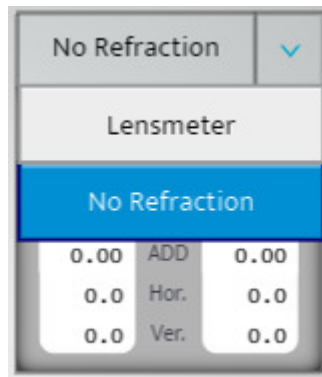 No Refraction
Lensmeter
No Refraction
0.00 ADD 0.00
0.0 Hor. 0.0
0.0 Ver. 0.0